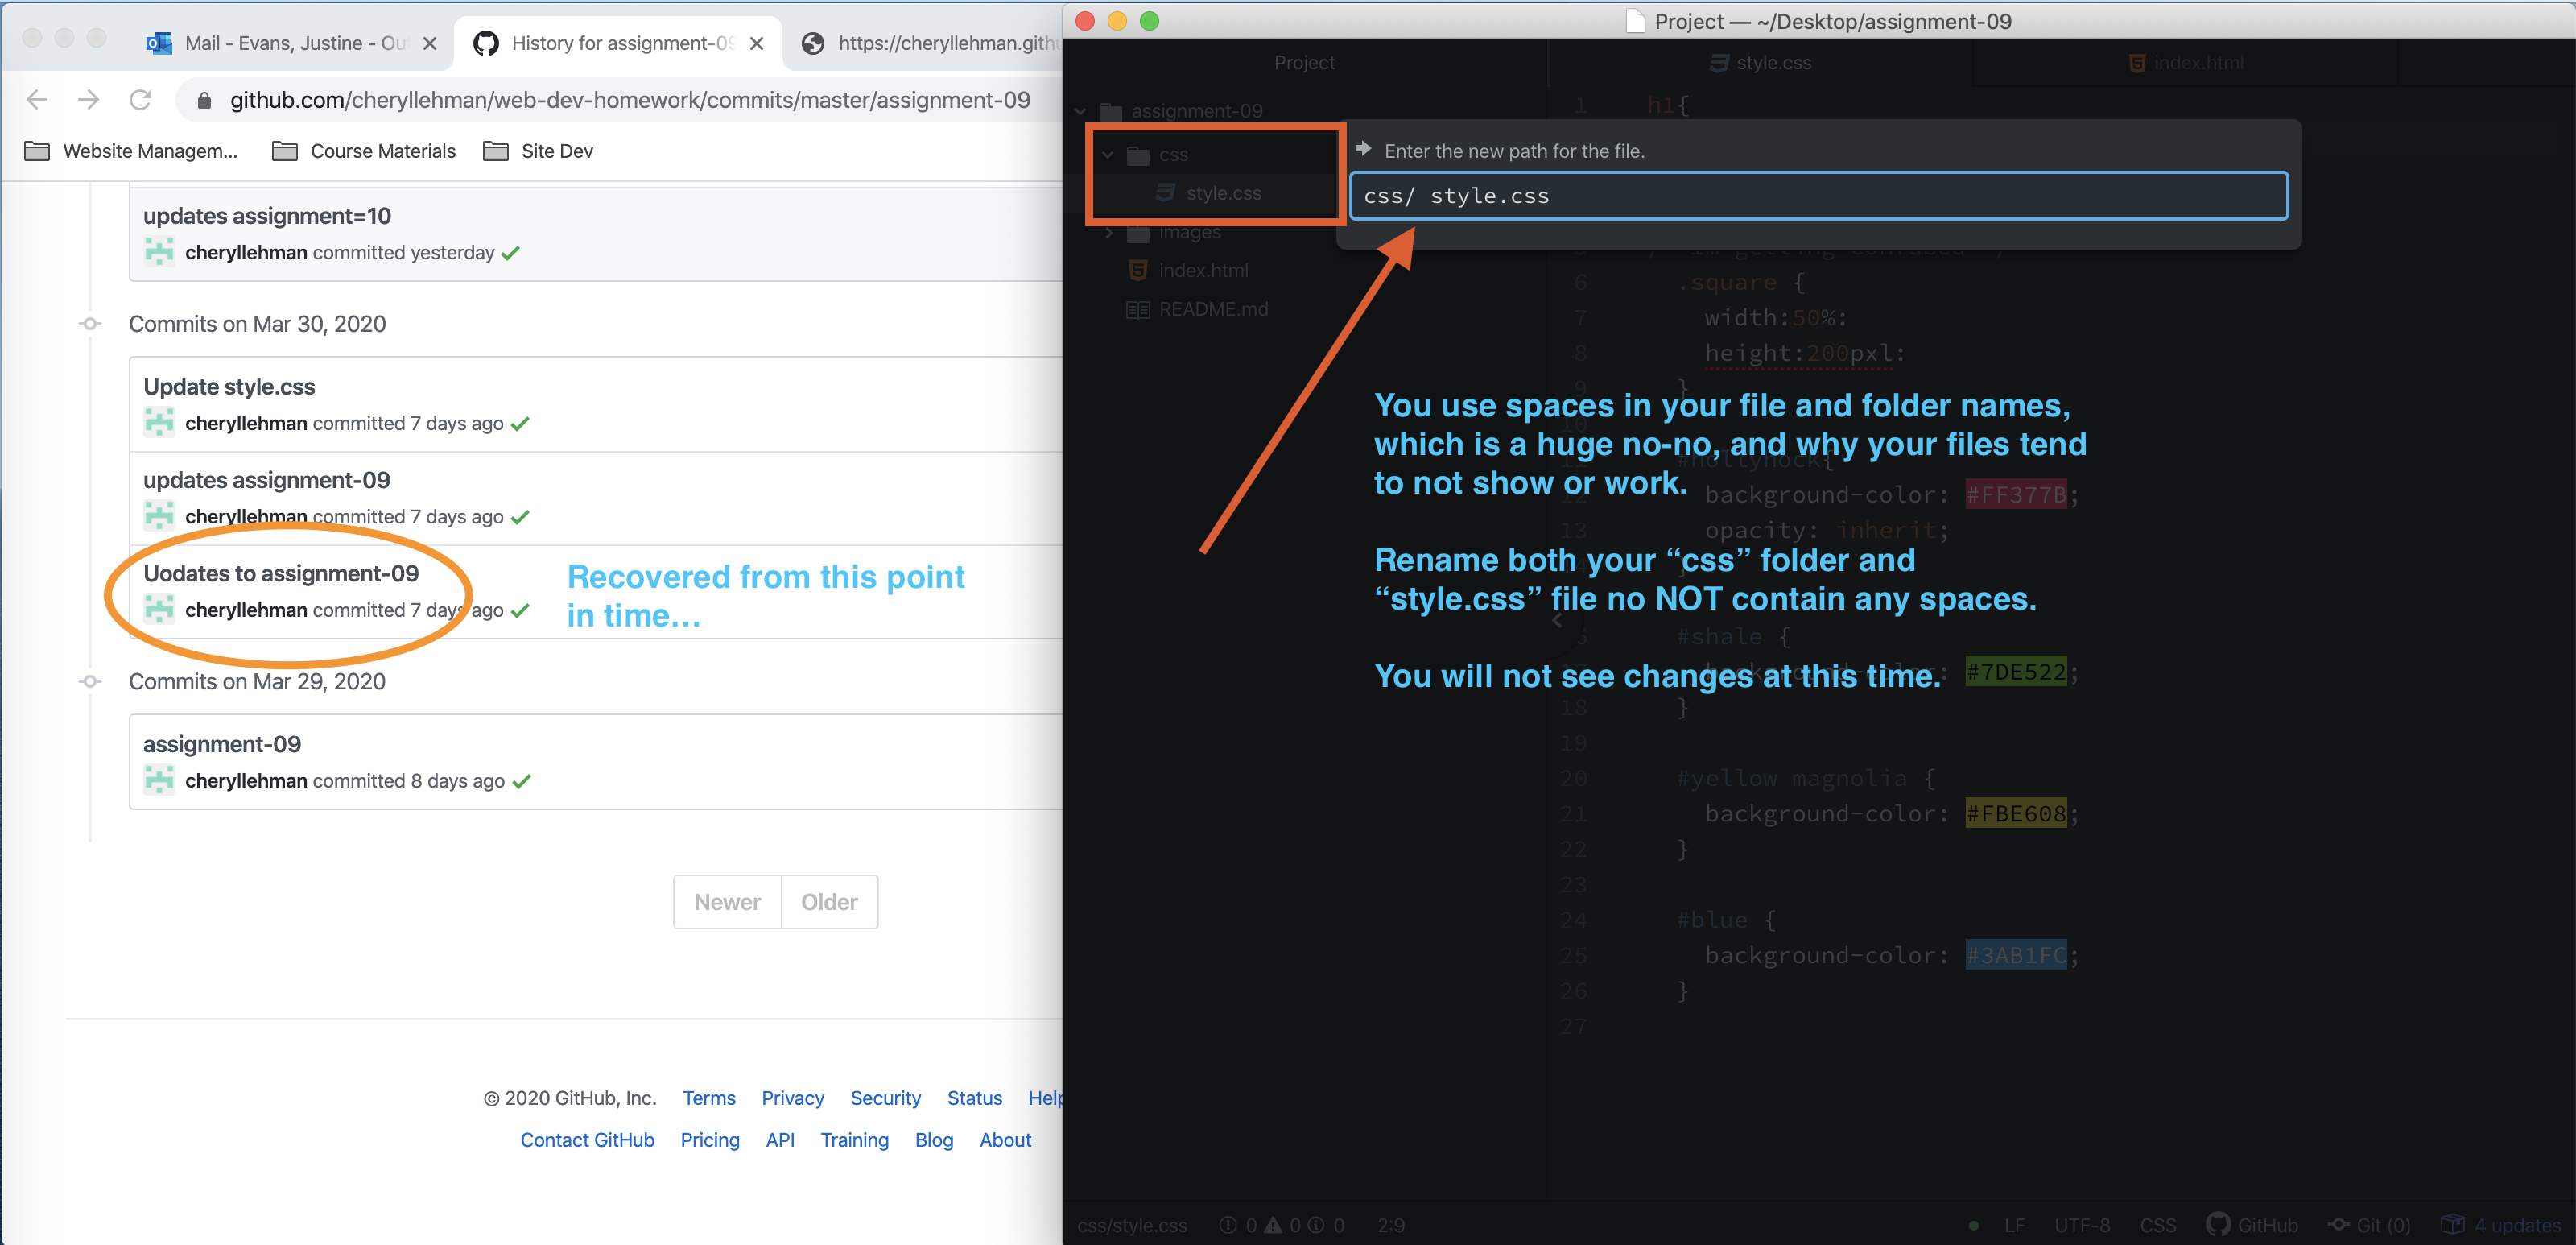 Mail - Evans, Justine - Ou
History for assignment-09
https://cheryllehman.githu
github.com/cheryllehman/web-dev-homework/commits/master/assignment-09
Website Managem...
Course Materials
Site Dev
updates assignment=10
cheryllehman committed yesterday
Commits on Mar 30, 2020
Update style.css
cheryllehman committed 7 days ago
updates assignment-09
cheryllehman committed 7 days ago
Uodates to assignment-09
cheryllehman committed 7 days ago
Recovered from this point
in time...
Commits on Mar 29, 2020
assignment-09
cheryllehman committed 8 days ago
Newer
Older
© 2020 GitHub, Inc. Terms Privacy Security Status Help
Contact GitHub Pricing API Training Blog About
Project — ~/Desktop/assignment-09
Project
style.css
index.html
assignment-09
css
style.css
images
index.html
README.md
Enter the new path for the file.
css/ style.css
1 h1{
6 .square {
7 width:50%:
8 height:200pxl:
9 }
10
#hollyhock{
12 background-color: #FF377B;
13 opacity: inherit;
#shale {
background-color: #7DE522;
18 }
19
20 #yellow magnolia {
21 background-color: #FBE608;
22 }
23
24 #blue {
25 background-color: #3AB1FC;
26 }
27
You use spaces in your file and folder names,
which is a huge no-no, and why your files tend
to not show or work.
Rename both your “css” folder and
“style.css” file no NOT contain any spaces.
You will not see changes at this time.
css/style.css 0 0 0 2:9
LF UTF-8 CSS GitHub Git (0) 4 updates